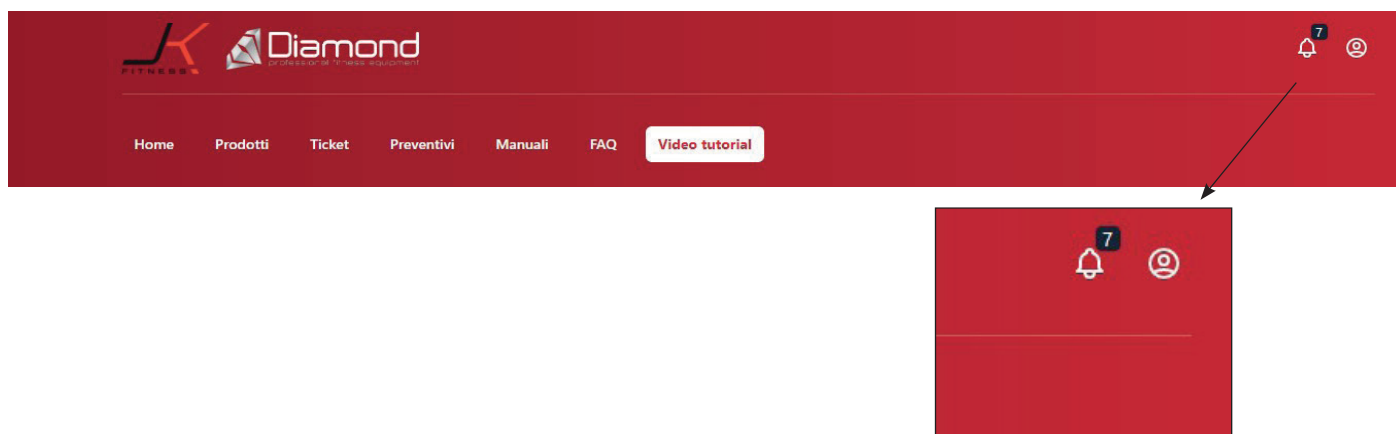 JK
FITNESS
Diamond
professional fitness equipment
7
Home Prodotti Ticket Preventivi Manuali FAQ Video tutorial
7